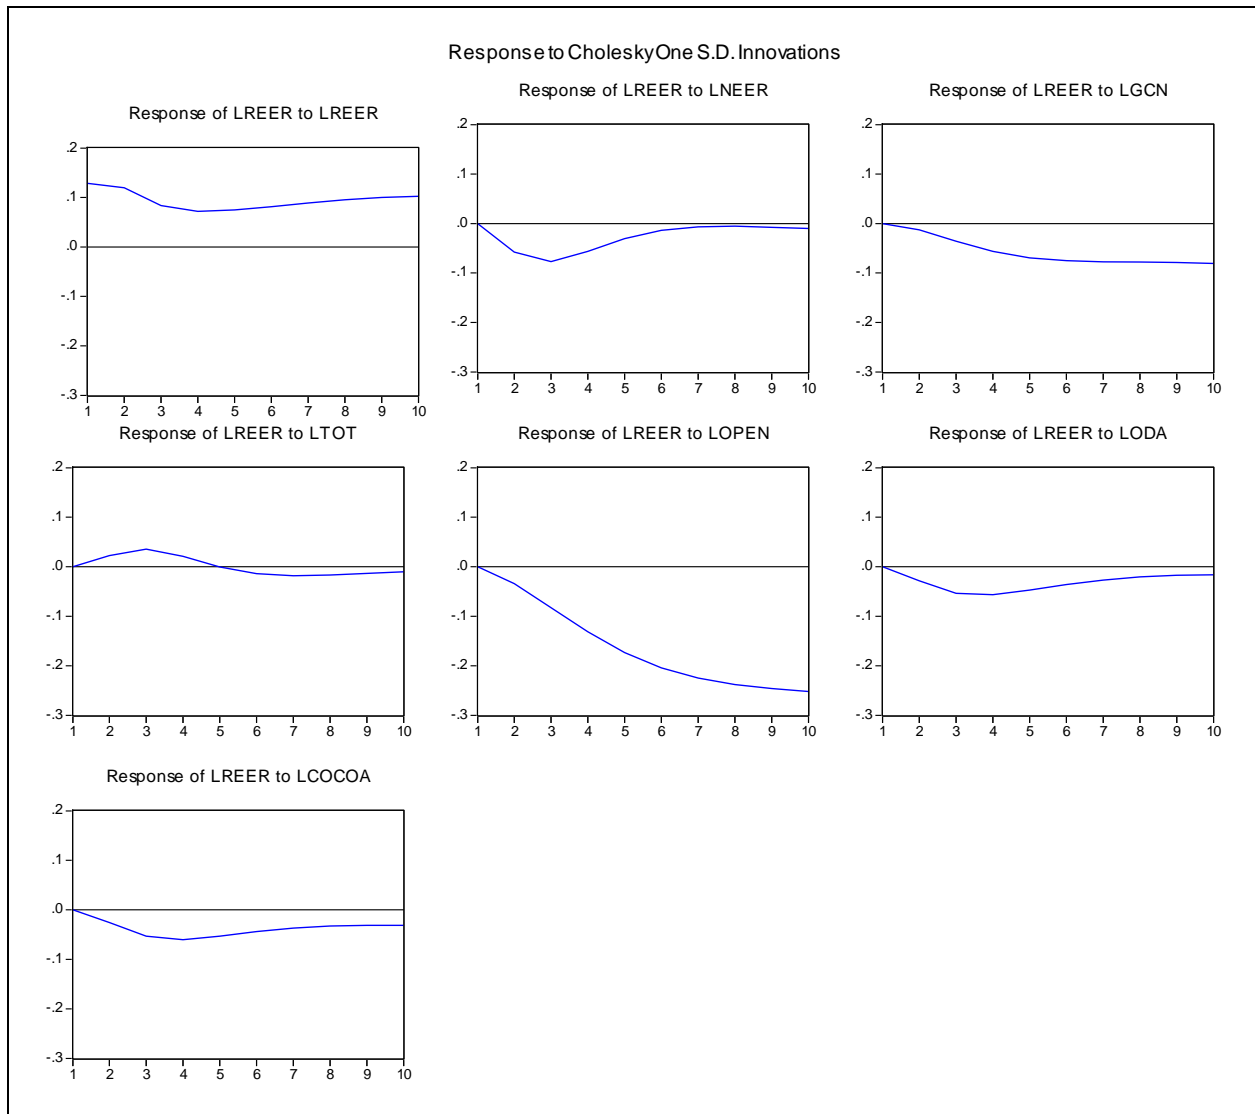 Response to Cholesky One S.D. Innovations
Response of LREER to LREER
.2
.1
.0
-.1
-.2
-.3
1 2 3 4 5 6 7 8 9 10
Response of LREER to LNEER
.2
.1
.0
-.1
-.2
-.3
1 2 3 4 5 6 7 8 9 10
Response of LREER to LGCN
.2
.1
.0
-.1
-.2
-.3
1 2 3 4 5 6 7 8 9 10
Response of LREER to LTOT
.2
.1
.0
-.1
-.2
-.3
1 2 3 4 5 6 7 8 9 10
Response of LREER to LOPEN
.2
.1
.0
-.1
-.2
-.3
1 2 3 4 5 6 7 8 9 10
Response of LREER to LODA
.2
.1
.0
-.1
-.2
-.3
1 2 3 4 5 6 7 8 9 10
Response of LREER to LCOCOA
.2
.1
.0
-.1
-.2
-.3
1 2 3 4 5 6 7 8 9 10